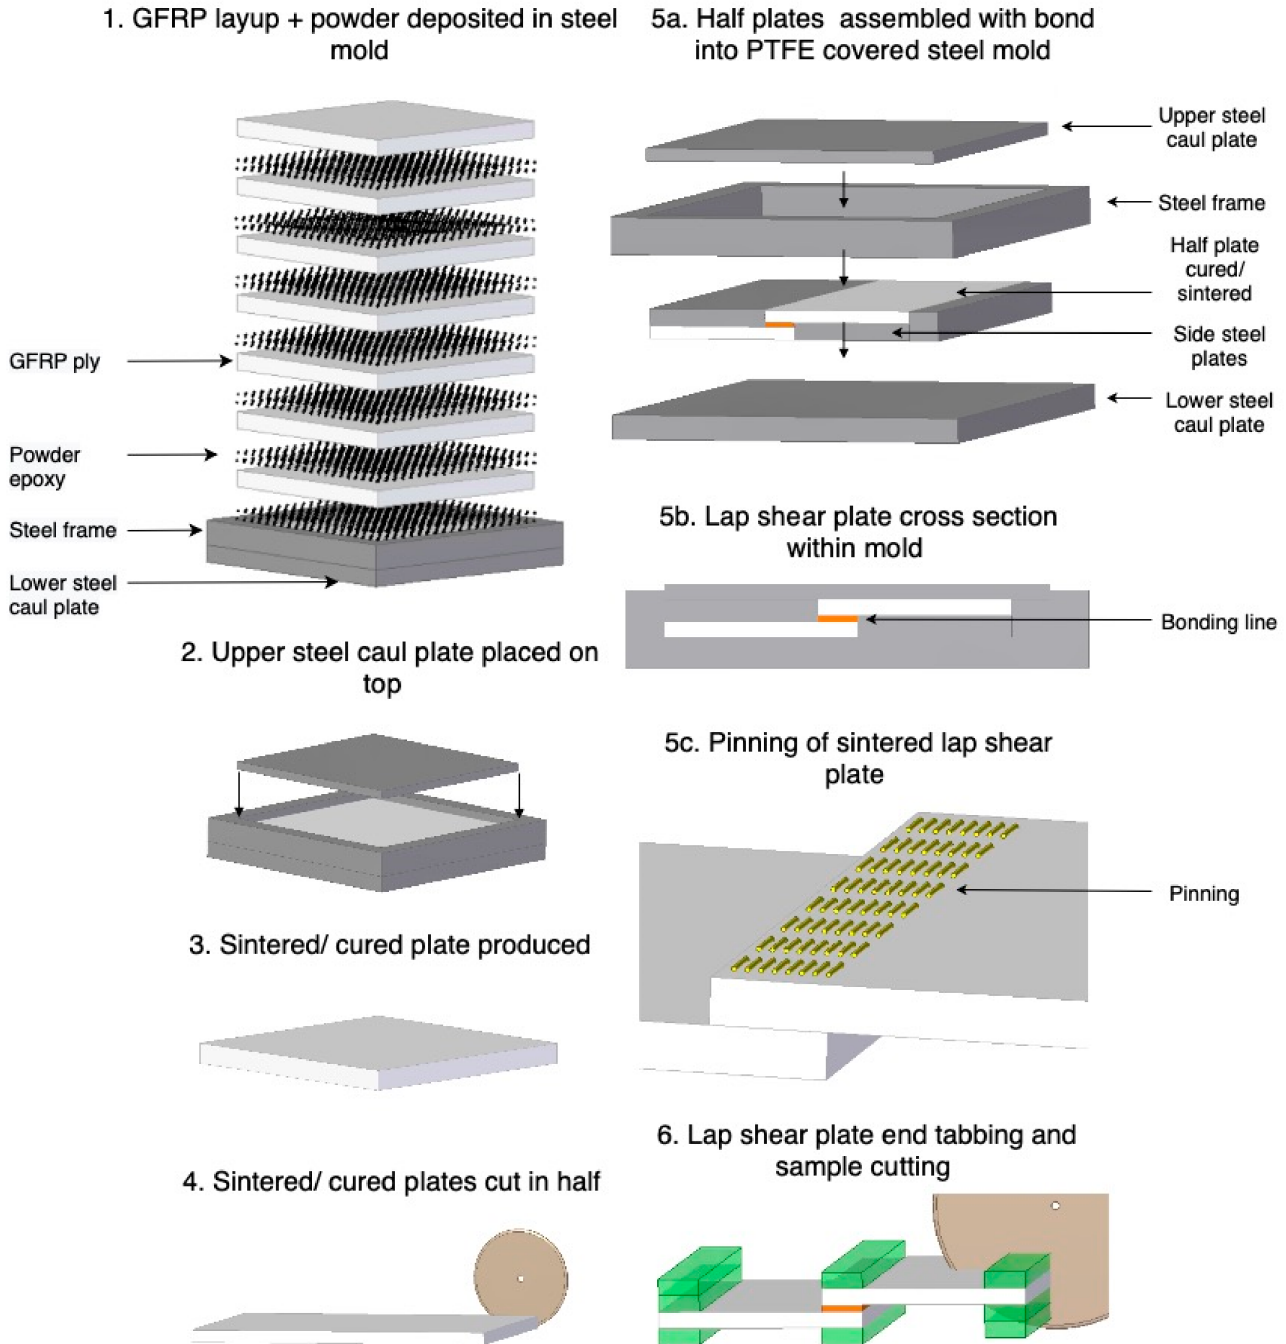 1. GFRP layup + powder deposited in steel
mold
GFRP ply
Powder
epoxy
Steel frame
Lower steel
caul plate
2. Upper steel caul plate placed on
top
3. Sintered/ cured plate produced
4. Sintered/ cured plates cut in half
5a. Half plates assembled with bond
into PTFE covered steel mold
Upper steel
caul plate
Steel frame
Half plate
cured/
sintered
Side steel
plates
Lower steel
caul plate
5b. Lap shear plate cross section
within mold
Bonding line
5c. Pinning of sintered lap shear
plate
Pinning
6. Lap shear plate end tabbing and
sample cutting